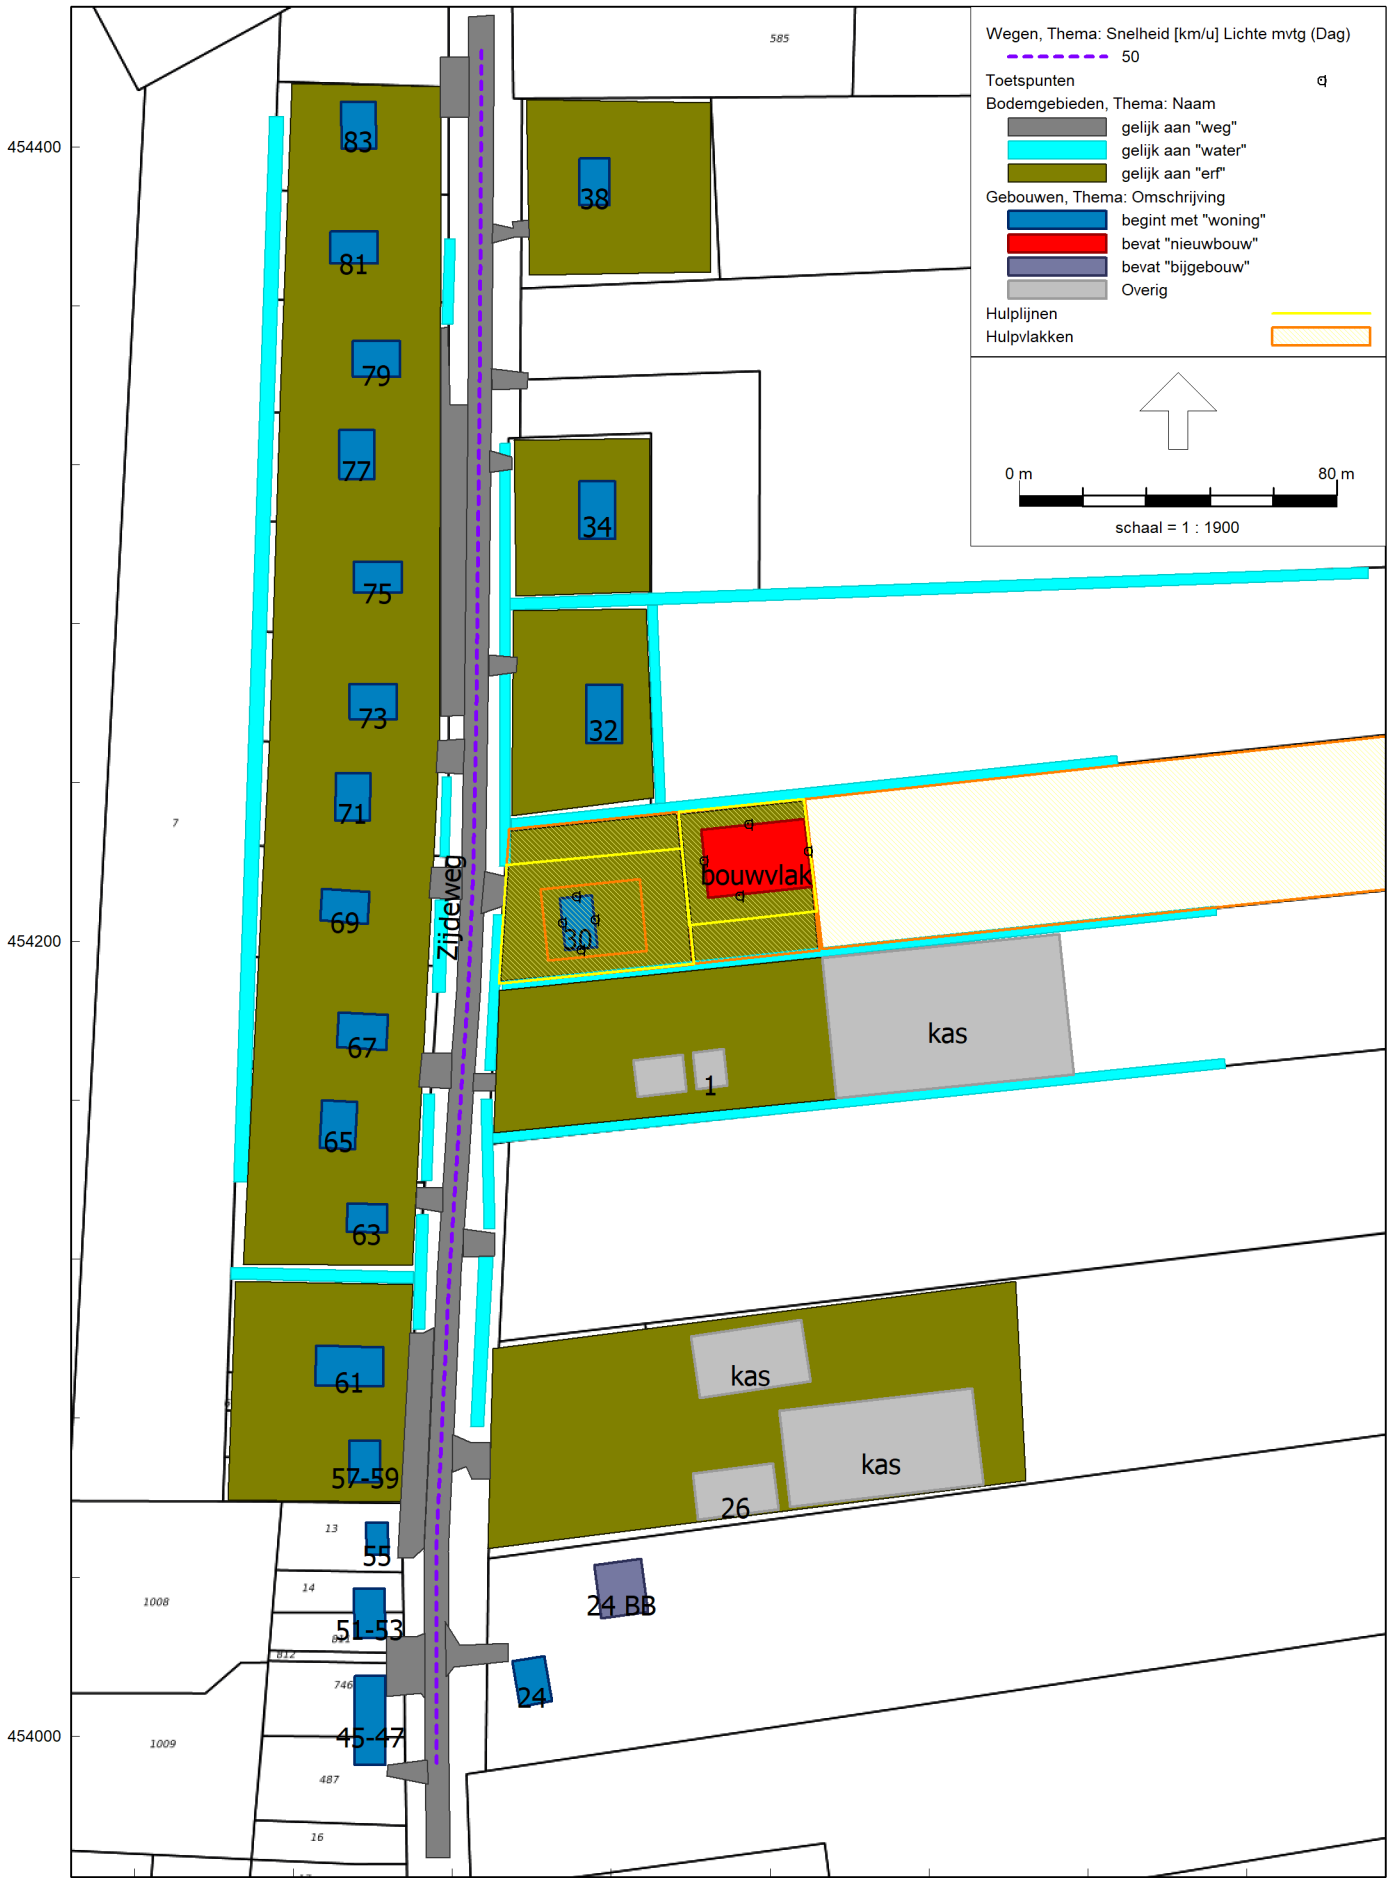 Wegen, Thema: Snelheid [km/u] Lichte mvtg (Dag)
50
Toetspunten
Bodemgebieden, Thema: Naam
gelijk aan "weg"
gelijk aan "water"
gelijk aan "erf"
Gebouwen, Thema: Omschrijving
begint met "woning"
bevat "nieuwbouw"
bevat "bijgebouw"
Overig
Hulplijnen
Hulpvlakken
0 m 80 m
schaal = 1 : 1900
585
454400
83
38
81
79
77
34
75
73
32
71
7
bouwvlak
Zijdeweg
69
30
454200
67
kas
1
65
63
61
kas
57-59
kas
26
13
55
14
1008
24 BB
51-53
811
812
746
24
454000
45-47
1009
487
16